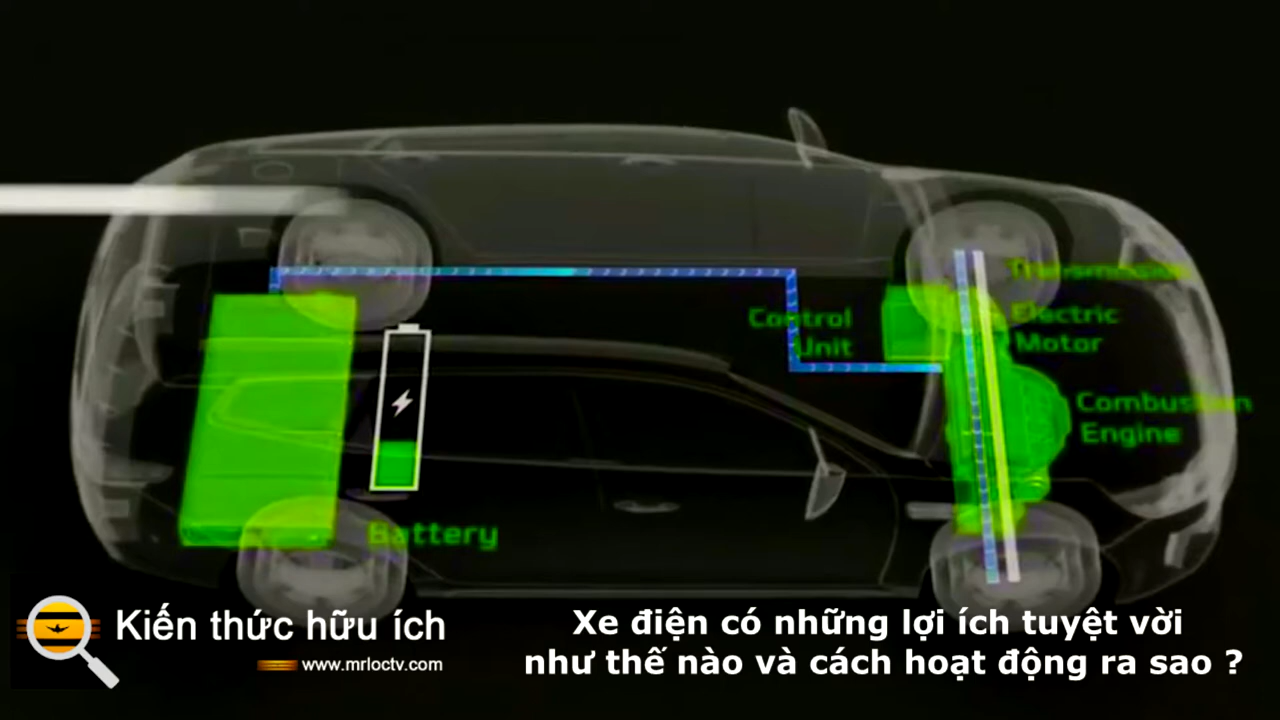 Transmission
Control
Unit
Electric
Motor
Combustion
Engine
Battery
Kiến thức hữu ích
www.mrloctv.com
Xe điện có những lợi ích tuyệt vời
như thế nào và cách hoạt động ra sao ?